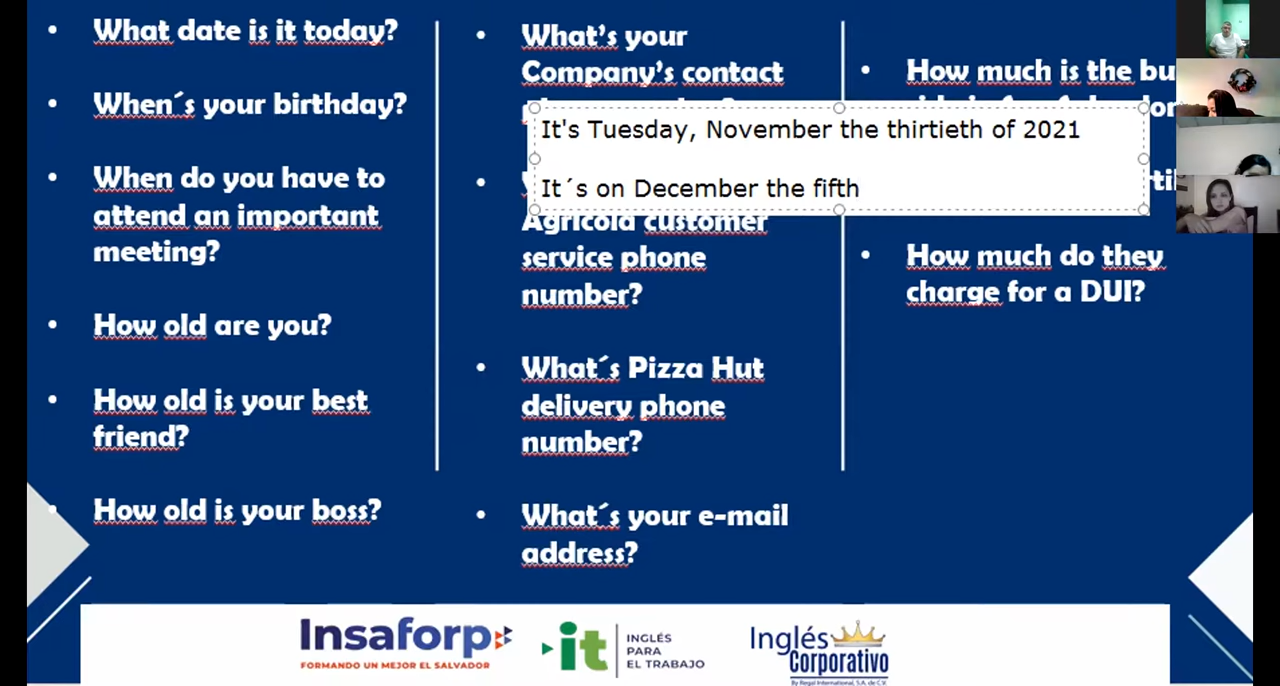 What date is it today?
When´s your birthday?
When do you have to
attend an important
meeting?
How old are you?
How old is your best
friend?
How old is your boss?
What's your
Company's contact
It's Tuesday, November the thirtieth of 2021
It´s on December the fifth
Agrícola customer
service phone
number?
What´s Pizza Hut
delivery phone
number?
What´s your e-mail
address?
How much is the bu
How much do they
charge for a DUI?
Insaforp
FORMANDO UN MEJOR EL SALVADOR
it
INGLÉS
PARA
EL TRABAJO
Inglés
Corporativo
By Regal International, S.A. de C.V.